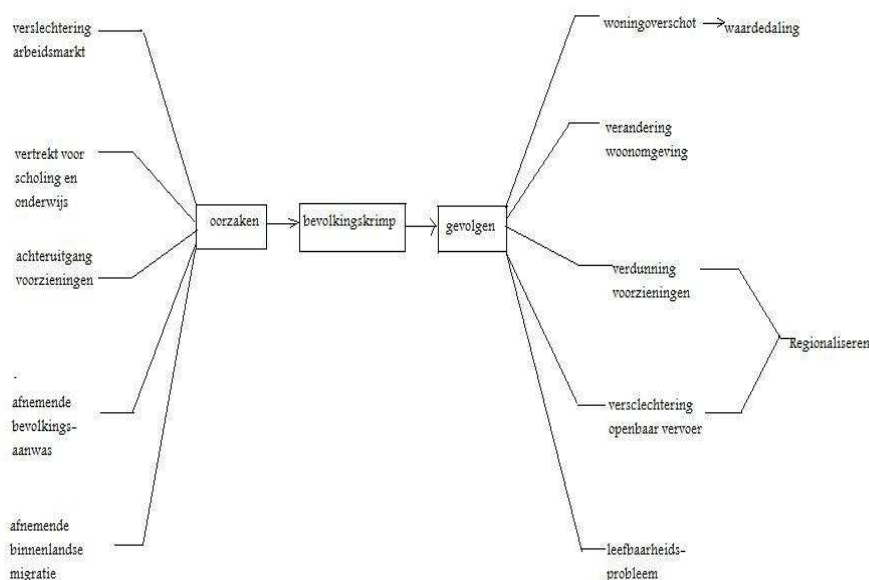 verslechtering
arbeidsmarkt
vertrekt voor
scholing en
onderwijs
achteruitgang
voorzieningen
-
afnemende
bevolkings-
aanwas
afnemende
binnenlandse
migratie
oorzaken
bevolkingskrimp
gevolgen
woningoverschot
waardedaling
verandering
woonomgeving
verdunning
voorzieningen
versclechtering
openbaar vervoer
Regionaliseren
leefbaarheids-
probleem